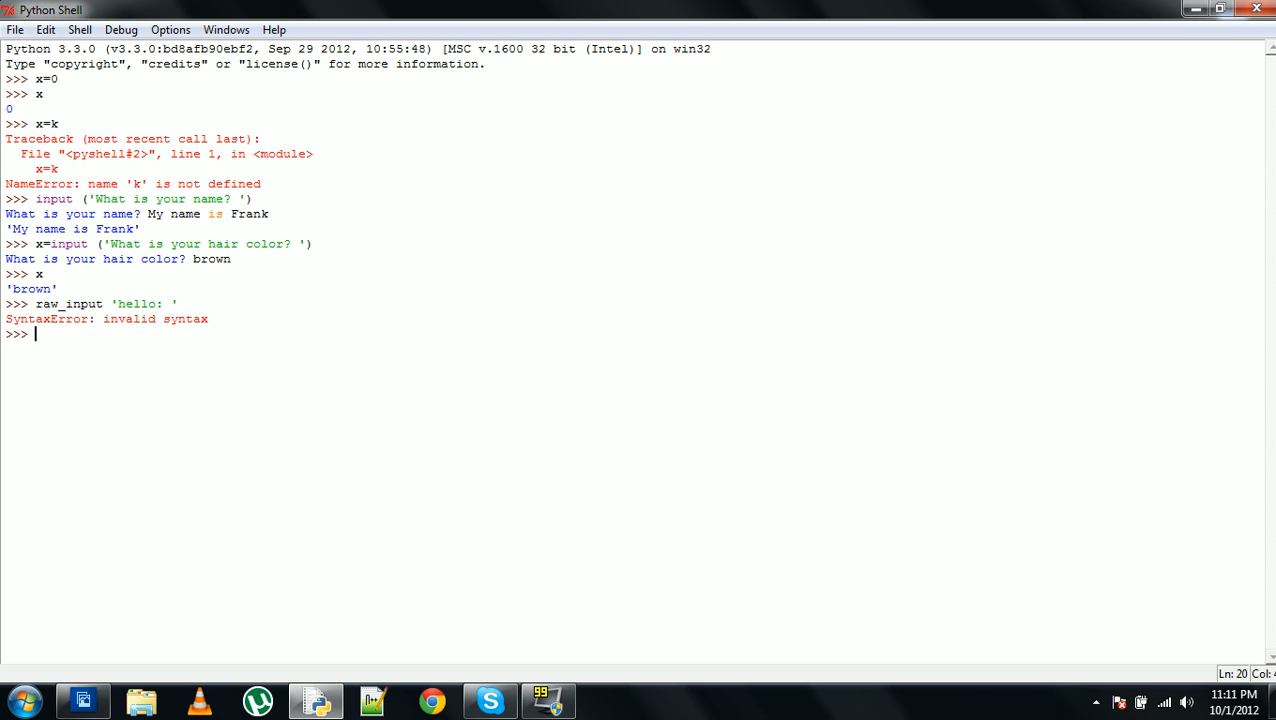 Python Shell
File Edit Shell Debug Options Windows Help
Python 3.3.0 (v3.3.0:bd8afb90ebf2, Sep 29 2012, 10:55:48) [MSC v.1600 32 bit (Intel)] on win32
Type "copyright", "credits" or "license()" for more information.
>>> x=0
>>> x
0
>>> x=k
Traceback (most recent call last):
  File "<pyshell#2>", line 1, in <module>
    x=k
NameError: name 'k' is not defined
>>> input ('What is your name? ')
What is your name? My name is Frank
'My name is Frank'
>>> x=input ('What is your hair color? ')
What is your hair color? brown
>>> x
'brown'
>>> raw_input 'hello: '
SyntaxError: invalid syntax
>>>
Ln: 20 Col: 4
99
11:11 PM
10/1/2012